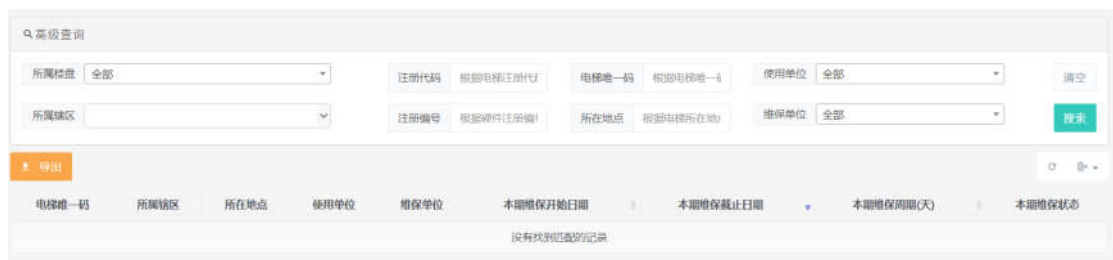 高级查询
所属楼盘 全部 注册代码 根据电梯注册代 电梯唯一码 根据电梯唯一 使用单位 全部 清空
所属辖区 注册编号 根据硬件注册编 所在地点 根据电梯所在地 维保单位 全部 搜索
导出
电梯唯一码 所属辖区 所在地点 使用单位 维保单位 本期维保开始日期 本期维保截止日期 本期维保周期(天) 本期维保状态
没有找到匹配的记录